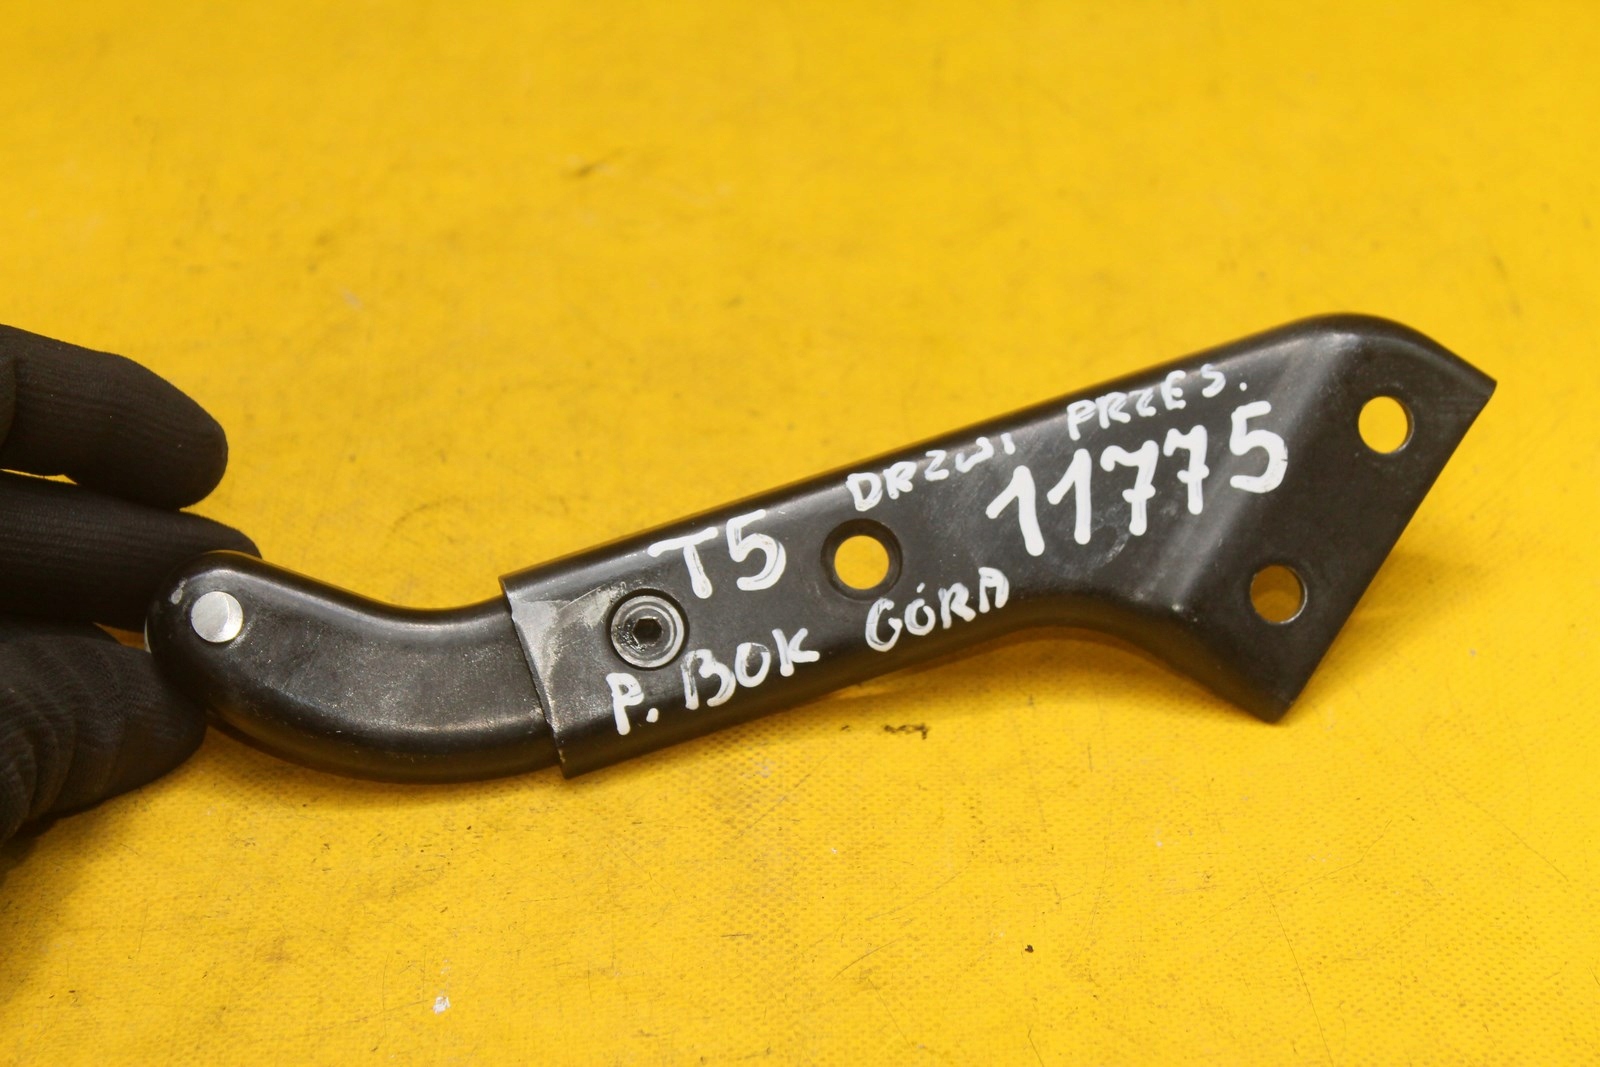 T5 DRZWI PRZES.
11775
P. BOK GÓRA